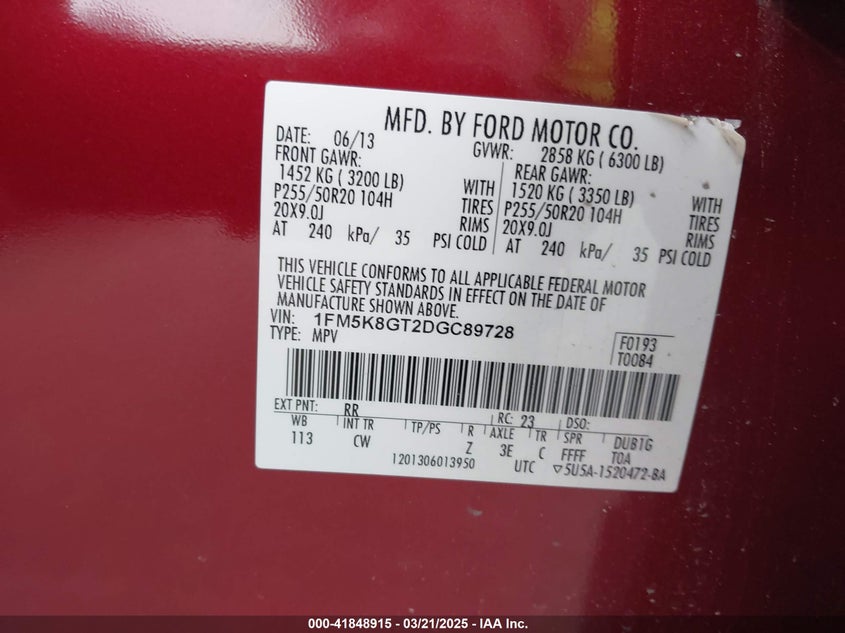 MFD. BY FORD MOTOR CO.
DATE: 06/13 GVWR: 2858 KG ( 6300 LB)
FRONT GAWR: REAR GAWR:
1452 KG ( 3200 LB) WITH 1520 KG ( 3350 LB) WITH
P255/50R20 104H TIRES P255/50R20 104H TIRES
20X9.0J RIMS 20X9.0J RIMS
AT 240 kPa/ 35 PSI COLD AT 240 kPa/ 35 PSI COLD
THIS VEHICLE CONFORMS TO ALL APPLICABLE FEDERAL MOTOR
VEHICLE SAFETY STANDARDS IN EFFECT ON THE DATE OF
MANUFACTURE SHOWN ABOVE.
VIN: 1FM5K8GT2DGC89728
TYPE: MPV
F0193
T0084
EXT PNT: RR RC: 23 DSO:
WB INT TR TP/PS R AXLE TR SPR DUB1G
113 CW Z 3E C FFFF T0A
1201306013950 UTC ▽5U5A-1520472-BA
000-41848915 - 03/21/2025 - IAA Inc.